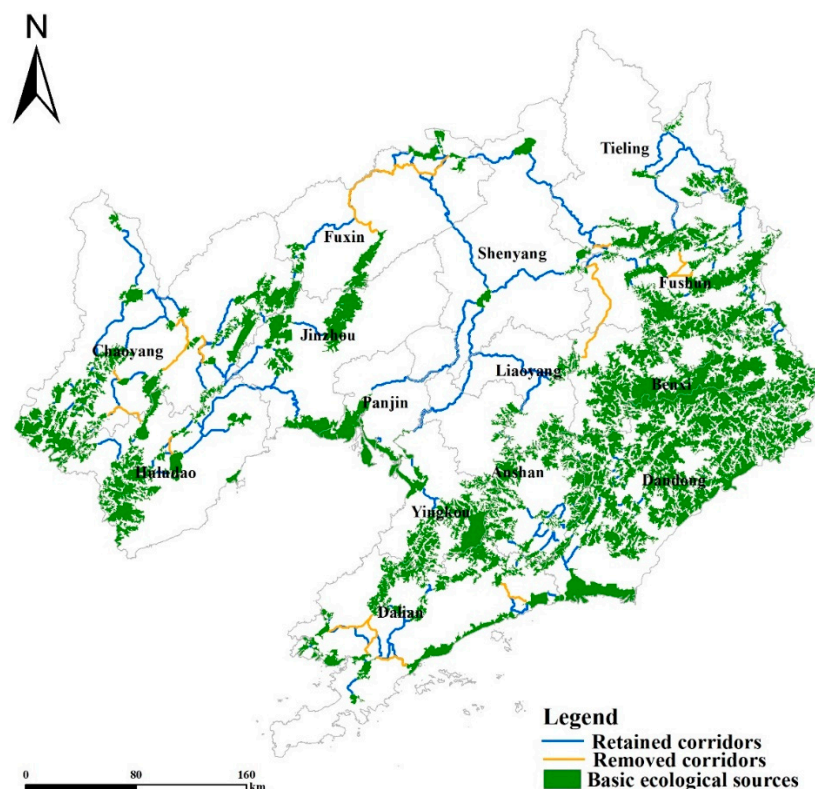 N
Tieling
Fuxin
Shenyang
Fushun
Jinzhou
Chaoyang
Liaoyang
Benxi
Panjin
Huludao
Anshan
Dandong
Yingkou
Dalian
Legend
Retained corridors
Removed corridors
Basic ecological sources
0 80 160
km